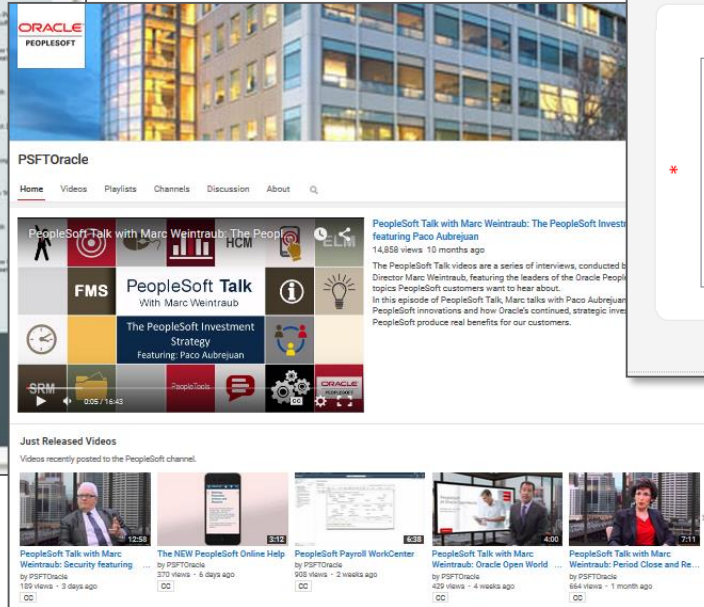 ORACLE
PEOPLESOFT
PSFTOracle
Home Videos Playlists Channels Discussion About
PeopleSoft Talk with Marc Weintraub: The Peopl
HCM
ELM
FMS
PeopleSoft Talk
With Marc Weintraub
The PeopleSoft Investment
Strategy
Featuring: Paco Aubrejuan
SRM
PeopleTools
ORACLE
PEOPLESOFT
0:05 / 16:43
CC
PeopleSoft Talk with Marc Weintraub: The PeopleSoft Invest
featuring Paco Aubrejuan
14,858 views 10 months ago
The PeopleSoft Talk videos are a series of interviews, conducted b
Director Marc Weintraub, featuring the leaders of the Oracle People
topics PeopleSoft customers want to hear about.
In this episode of PeopleSoft Talk, Marc talks with Paco Aubrejuan
PeopleSoft innovations and how Oracle's continued, strategic inve
PeopleSoft produce real benefits for our customers.
*
Just Released Videos
Videos recently posted to the PeopleSoft channel.
12:58
PeopleSoft Talk with Marc
Weintraub: Security featuring ...
by PSFTOracle
189 views - 3 days ago
CC
3:12
The NEW PeopleSoft Online Help
by PSFTOracle
370 views - 6 days ago
CC
6:38
PeopleSoft Payroll WorkCenter
by PSFTOracle
908 views - 2 weeks ago
CC
4:00
PeopleSoft Talk with Marc
Weintraub: Oracle Open World ...
by PSFTOracle
429 views - 4 weeks ago
CC
7:11
PeopleSoft Talk with Marc
Weintraub: Period Close and Re...
by PSFTOracle
664 views - 1 month ago
CC